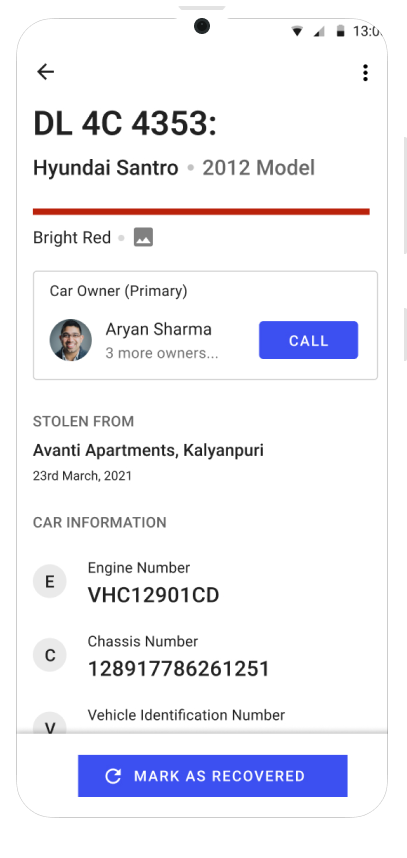 13:0
DL 4C 4353:
Hyundai Santro • 2012 Model
Bright Red •
Car Owner (Primary)
Aryan Sharma
3 more owners...
CALL
STOLEN FROM
Avanti Apartments, Kalyanpuri
23rd March, 2021
CAR INFORMATION
Engine Number
E
VHC12901CD
Chassis Number
C
128917786261251
Vehicle Identification Number
V
MARK AS RECOVERED